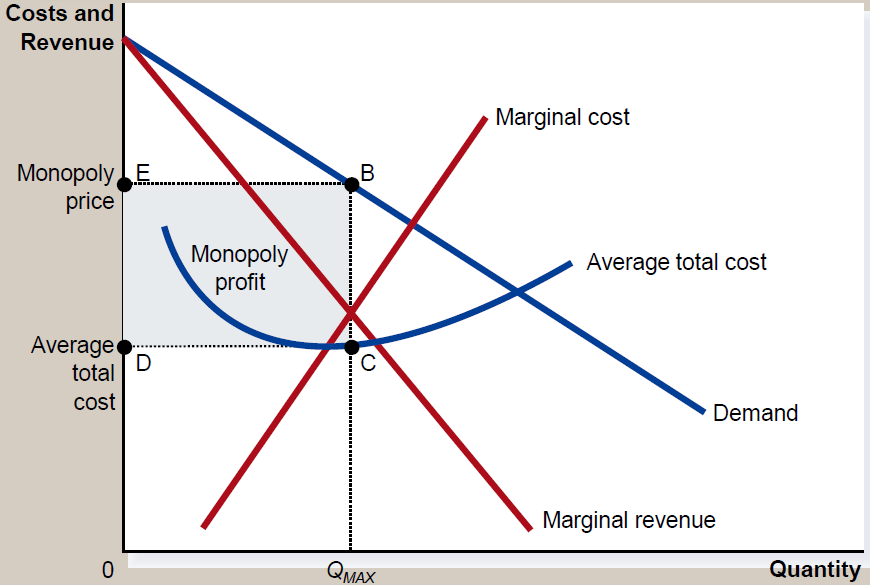 Costs and
Revenue
Marginal cost
Monopoly
price
E
B
Monopoly
profit
Average total cost
Average
total
cost
D
C
Demand
Marginal revenue
0
QMAX
Quantity